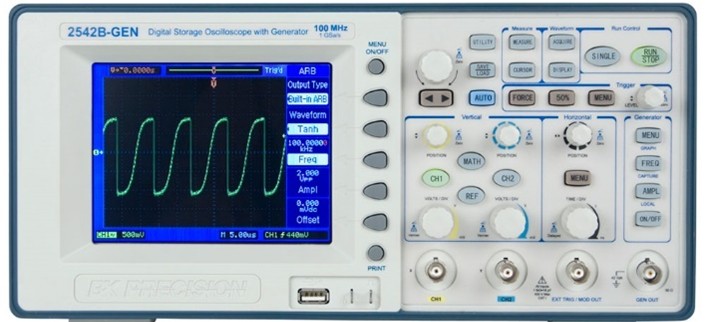 2542B-GEN Digital Storage Oscilloscope with Generator 100 MHz
1 GSa/s
MENU
ON/OFF
Trig'd ARB
Output Type
Built-in ARB
Waveform
Tanh
100.0000
kHz
Freq
2.000
Vpp
Ampl
0.000
mVdc
Offset
CH1 500mV M 5.00us CH1 440mV
PRINT
BK PRECISION
Measure Waveform Run Control
UTILITY MEASURE ACQUIRE SINGLE RUN
STOP
SAVE
LOAD CURSOR DISPLAY
Trigger
AUTO FORCE 50% MENU LEVEL
Vertical Horizontal Generator
POSITION POSITION POSITION
MENU
GRAPH
MATH
FREQ
CAPTURE
CH1 CH2 MENU
REF
AMPL
LOCAL
VOLTS / DIV VOLTS / DIV TIME / DIV
ON/OFF
CH1 CH2 EXT TRIG / MOD OUT GEN OUT